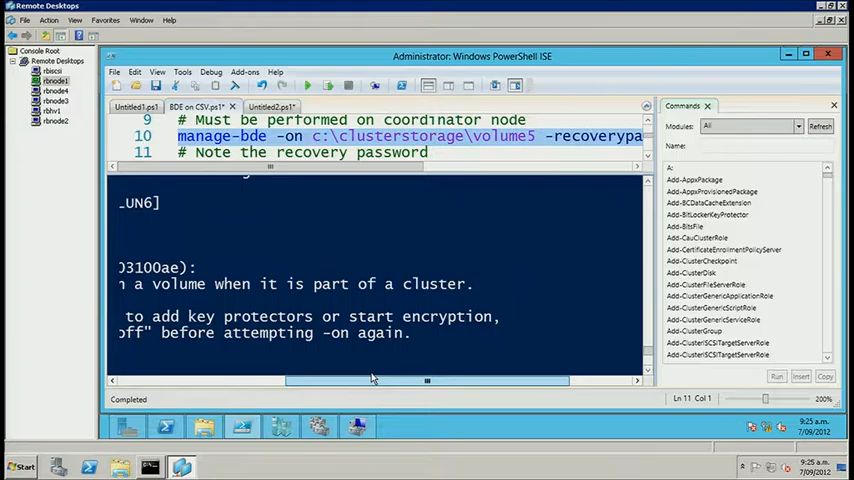 Remote Desktops
File Action View Favorites Window Help
Console Root
Remote Desktops
rbiscsi
rbnode1
rbnode4
rbnode3
rbhv1
rbnode2
Administrator: Windows PowerShell ISE
File Edit View Tools Debug Add-ons Help
Untitled1.ps1 BDE on CSV.ps1* Untitled2.ps1*
9 # Must be performed on coordinator node
10 manage-bde -on c:\clusterstorage\volume5 -recoverypa
11 # Note the recovery password
_UN6]
03100ae):
n a volume when it is part of a cluster.
to add key protectors or start encryption,
off" before attempting -on again.
Completed
Ln 11 Col 1
200%
Commands
Modules: All Refresh
Name:
A:
Add-AppxPackage
Add-AppxProvisionedPackage
Add-BCDataCacheExtension
Add-BitLockerKeyProtector
Add-BitsFile
Add-CauClusterRole
Add-CertificateEnrollmentPolicyServer
Add-ClusterCheckpoint
Add-ClusterDisk
Add-ClusterFileServerRole
Add-ClusterGenericApplicationRole
Add-ClusterGenericScriptRole
Add-ClusterGenericServiceRole
Add-ClusterGroup
Add-ClusteriSCSITargetServerRole
Add-ClusterResource
Run Insert Copy
9:25 a.m.
7/09/2012
Start
9:25 a.m.
7/09/2012